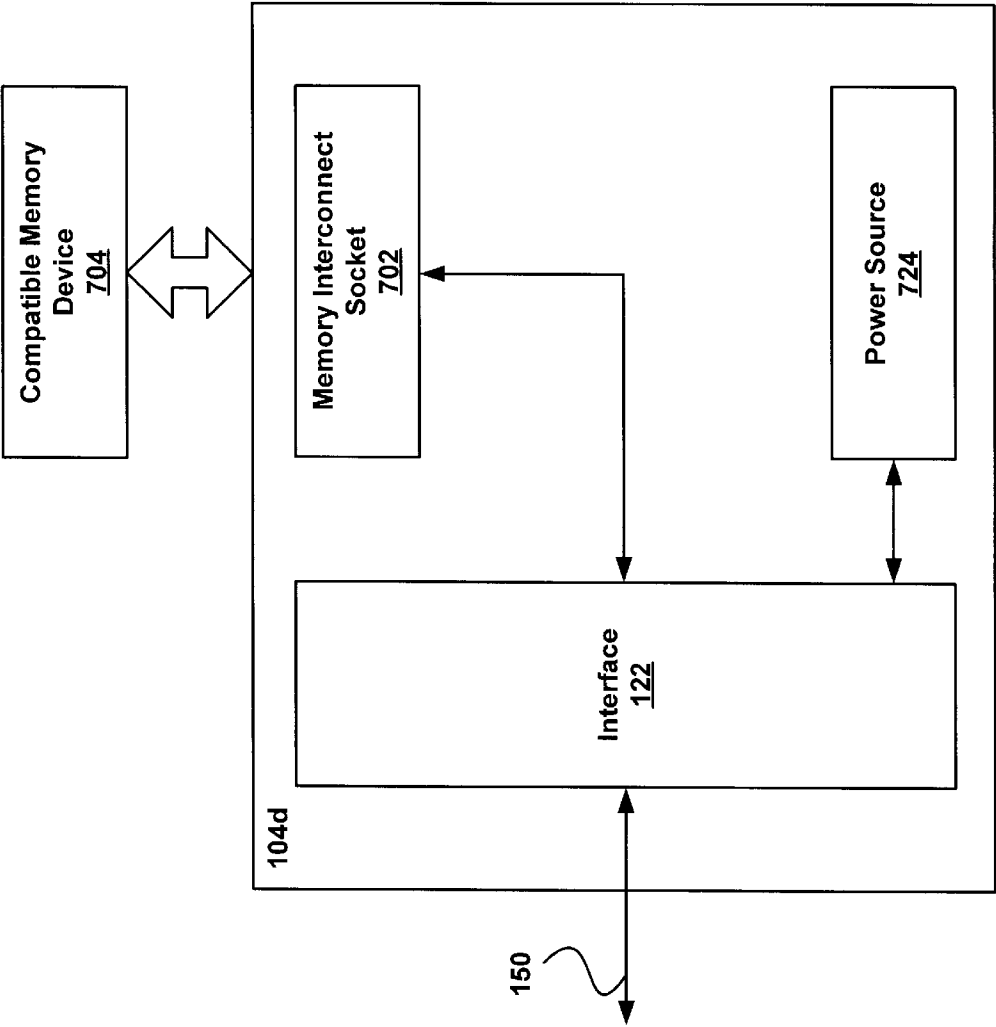 104d
Compatible Memory
Device
704
Memory Interconnect
Socket
702
Interface
122
Power Source
724
150